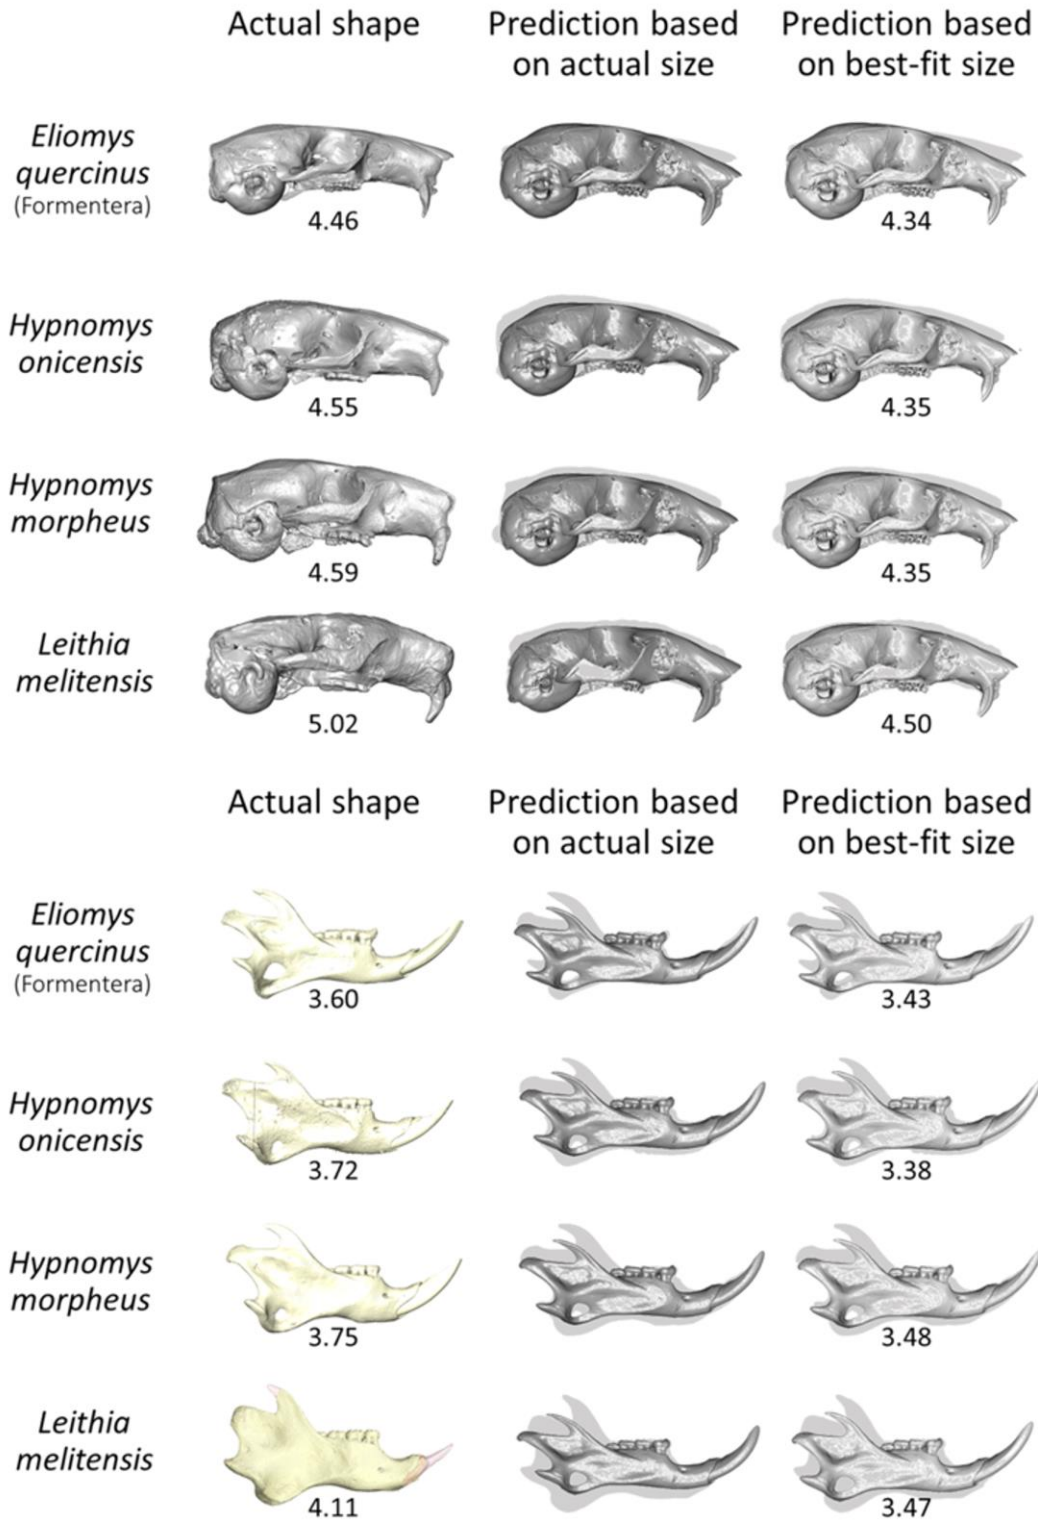 Actual shape
Prediction based
on actual size
Prediction based
on best-fit size
Eliomys
quercinus
(Formentera)
4.46
4.34
Hypnomys
onicensis
4.55
4.35
Hypnomys
morpheus
4.59
4.35
Leithia
melitensis
5.02
4.50
Actual shape
Prediction based
on actual size
Prediction based
on best-fit size
Eliomys
quercinus
(Formentera)
3.60
3.43
Hypnomys
onicensis
3.72
3.38
Hypnomys
morpheus
3.75
3.48
Leithia
melitensis
4.11
3.47